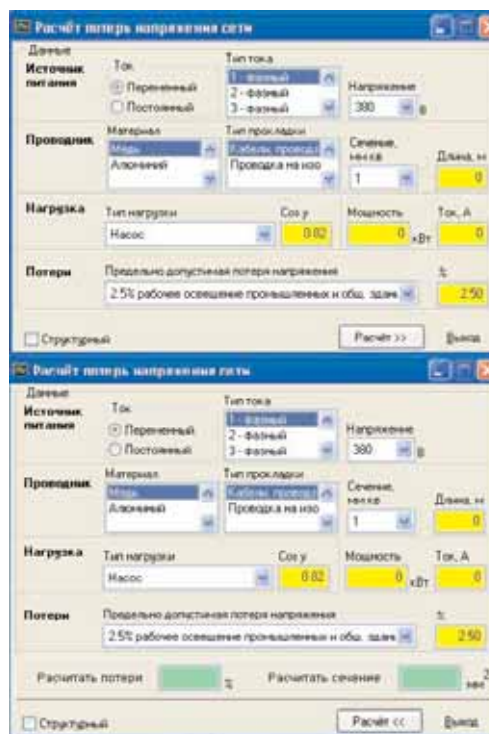 Расчёт потерь напряжения сети
Данные
Источник питания
Ток
Переменный
Постоянный
Тип тока
1 - фазный
2 - фазный
3 - фазный
Напряжение
380 В
Проводник
Материал
Медь
Алюминий
Тип прокладки
Кабели, провода
Проводка на изо
Сечение, мм кв
1
Длина, м
0
Нагрузка
Тип нагрузки
Насос
Cos y
0.82
Мощность
0 кВт
Ток, А
0
Потери
Предельно допустимая потеря напряжения
2.5% рабочее освещение промышленных и общ. здан
%
2.50
Структурный
Расчёт >>
Выход
Расчёт потерь напряжения сети
Данные
Источник питания
Ток
Переменный
Постоянный
Тип тока
1 - фазный
2 - фазный
3 - фазный
Напряжение
380 В
Проводник
Материал
Медь
Алюминий
Тип прокладки
Кабели, провода
Проводка на изо
Сечение, мм кв
1
Длина, м
0
Нагрузка
Тип нагрузки
Насос
Cos y
0.82
Мощность
0 кВт
Ток, А
0
Потери
Предельно допустимая потеря напряжения
2.5% рабочее освещение промышленных и общ. здан
%
2.50
Расчитать потери %
Расчитать сечение мм 2
Структурный
Расчёт <<
Выход